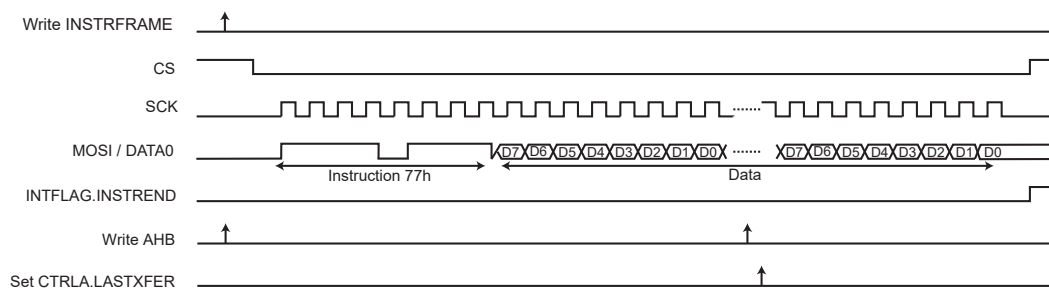 Write INSTRFRAME
CS
SCK
MOSI / DATA0
D7 D6 D5 D4 D3 D2 D1 D0 D7 D6 D5 D4 D3 D2 D1 D0
Instruction 77h Data
INTFLAG.INSTREND
Write AHB
Set CTRLA.LASTXFER